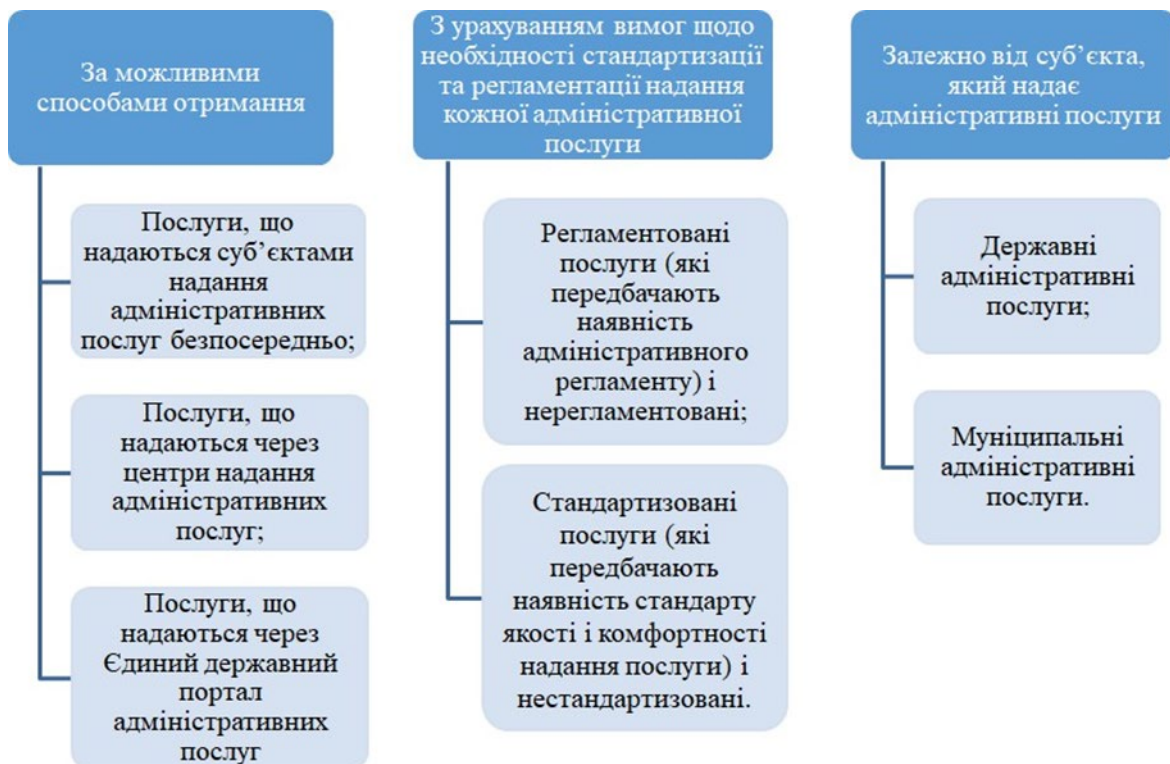 За можливими
способами отримання
Послуги, що
надаються суб’єктами
надання
адміністративних
послуг безпосередньо;
Послуги, що
надаються через
центри надання
адміністративних
послуг;
Послуги, що
надаються через
Єдиний державний
портал
адміністративних
послуг
З урахуванням вимог щодо
необхідності стандартизації
та регламентації надання
кожної адміністративної
послуги
Регламентовані
послуги (які
передбачають
наявність
адміністративного
регламенту) і
нерегламентовані;
Стандартизовані
послуги (які
передбачають
наявність стандарту
якості і комфортності
надання послуги) і
нестандартизовані.
Залежно від суб’єкта,
який надає
адміністративні послуги
Державні
адміністративні
послуги;
Муніципальні
адміністративні
послуги.